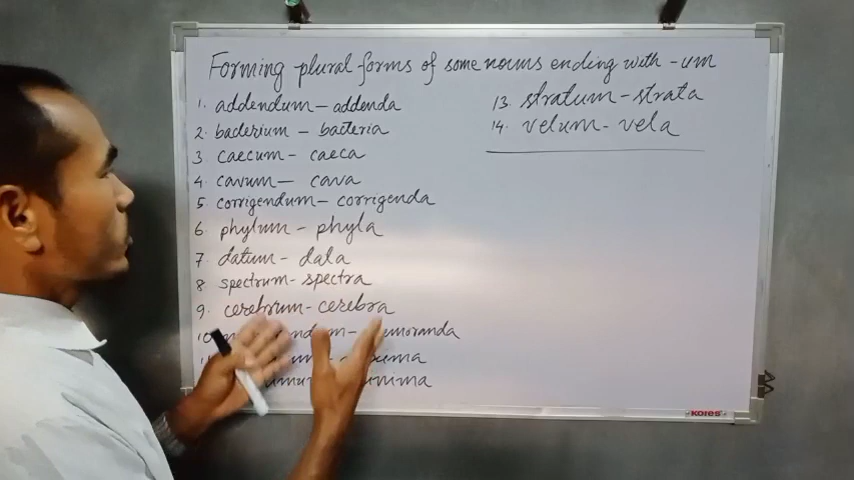 Forming plural forms of some nouns ending with -um
1. addendum - addenda
2. bacterium - bacteria
3 caecum - caeca
4 cavum - cava
5 corrigendum - corrigenda
6. phylum - phyla
7. datum - data
8 spectrum - spectra
9. cerebrum - cerebra
10 moranda
13. stratum - strata
14. velum - vela
KORES